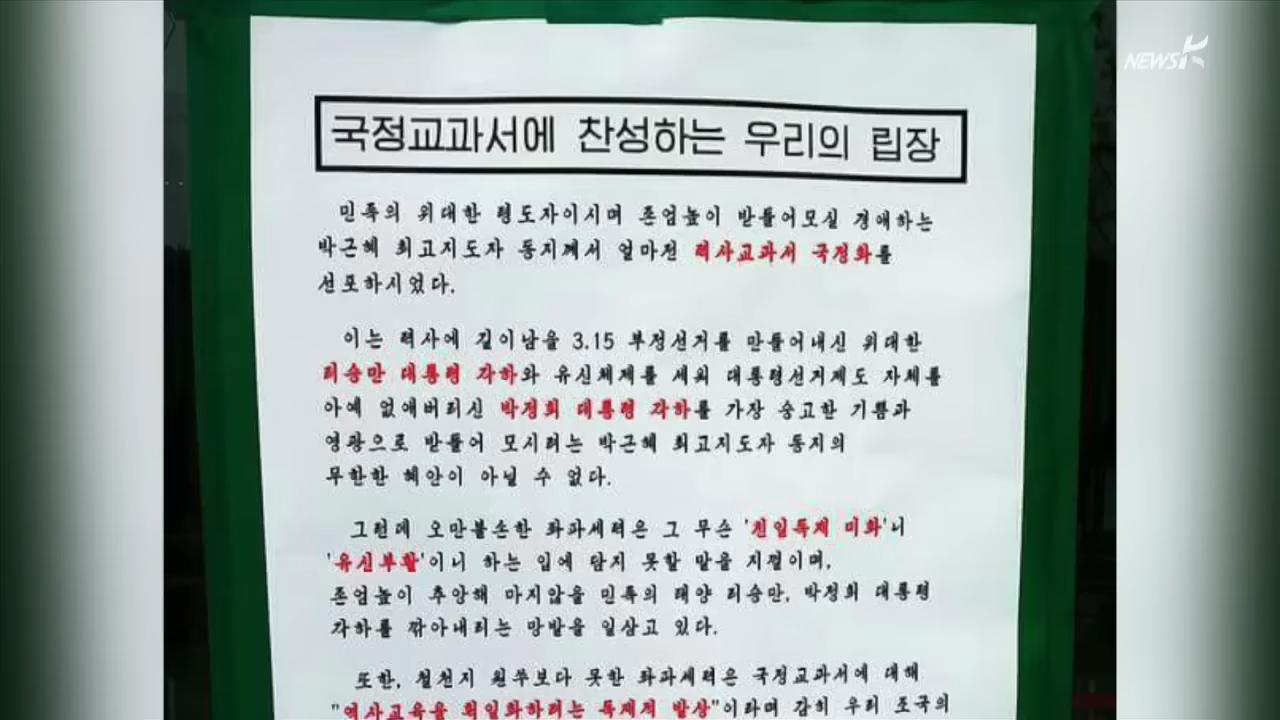 NEWSK
국정교과서에 찬성하는 우리의 립장
민족의 위대한 령도자이시며 존엄높이 받들어모실 경애하는
박근혜 최고지도자 동지께서 얼마전 력사교과서 국정화를
선포하시었다.
이는 력사에 길이남을 3.15 부정선거를 만들어내신 위대한
리승만 대통령 각하와 유신체제를 세워 대통령선거제도 자체를
아예 없애버리신 박정희 대통령 각하를 가장 숭고한 기쁨과
영광으로 받들어 모시려는 박근혜 최고지도자 동지의
무한한 혜안이 아닐 수 없다.
그런데 오만불손한 좌파세력은 그 무슨 '친일독재 미화'니
'유신부활'이니 하는 입에 담지 못할 말을 지껄이며,
존엄높이 추앙해 마지않을 민족의 태양 리승만, 박정희 대통령
각하를 깎아내리는 망발을 일삼고 있다.
또한, 철천지 원쑤보다 못한 좌파세력은 국정교과서에 대해
"역사교육을 획일화하려는 독재적 발상"이라며 감히 우리 조국의